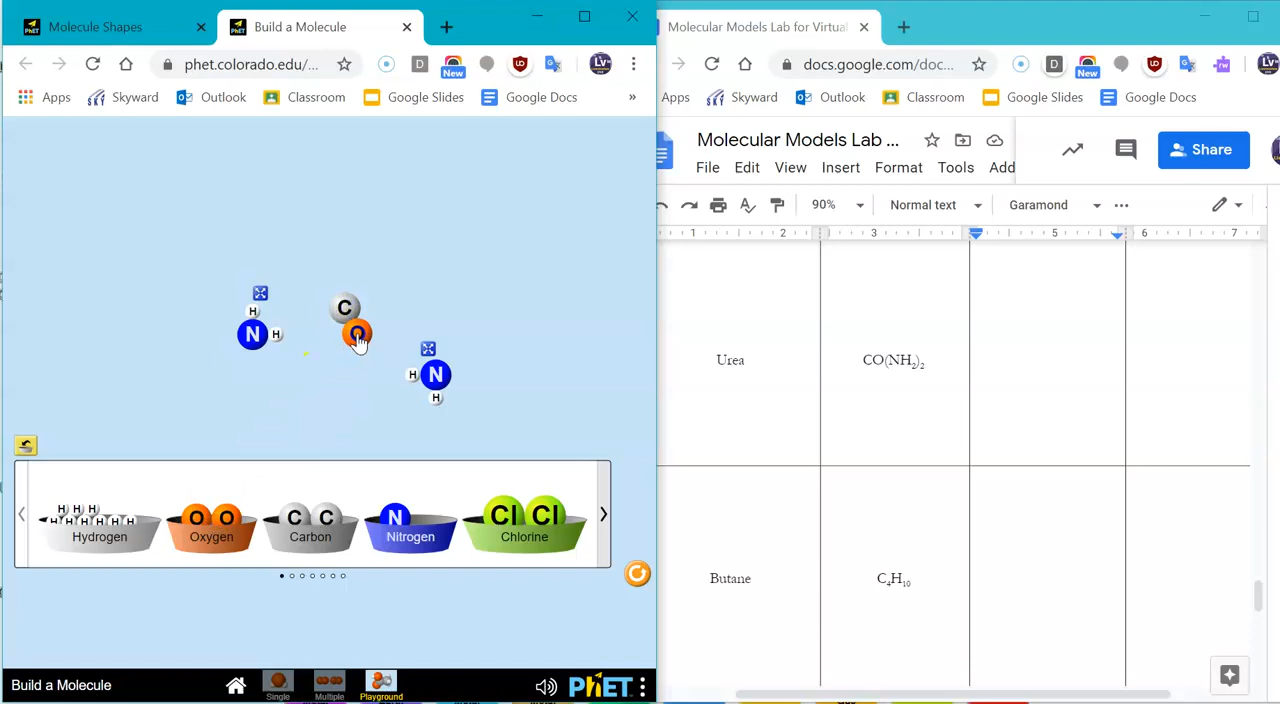 Molecule Shapes
Build a Molecule
phet.colorado.edu/...
New
Apps
Skyward
Outlook
Classroom
Google Slides
Google Docs
»
H
N H
C
O
H N
H
H H H
H H H H H H
Hydrogen
O O
Oxygen
C C
Carbon
N
Nitrogen
Cl Cl
Chlorine
Build a Molecule
Single
Multiple
Playground
PhET
Molecular Models Lab for Virtual
docs.google.com/doc...
New
Apps
Skyward
Outlook
Classroom
Google Slides
Google Docs
Molecular Models Lab ...
Share
File Edit View Insert Format Tools Add
90% Normal text Garamond
1 2 3 5 6 7
Urea
CO(NH₂)₂
Butane
C₄H₁₀